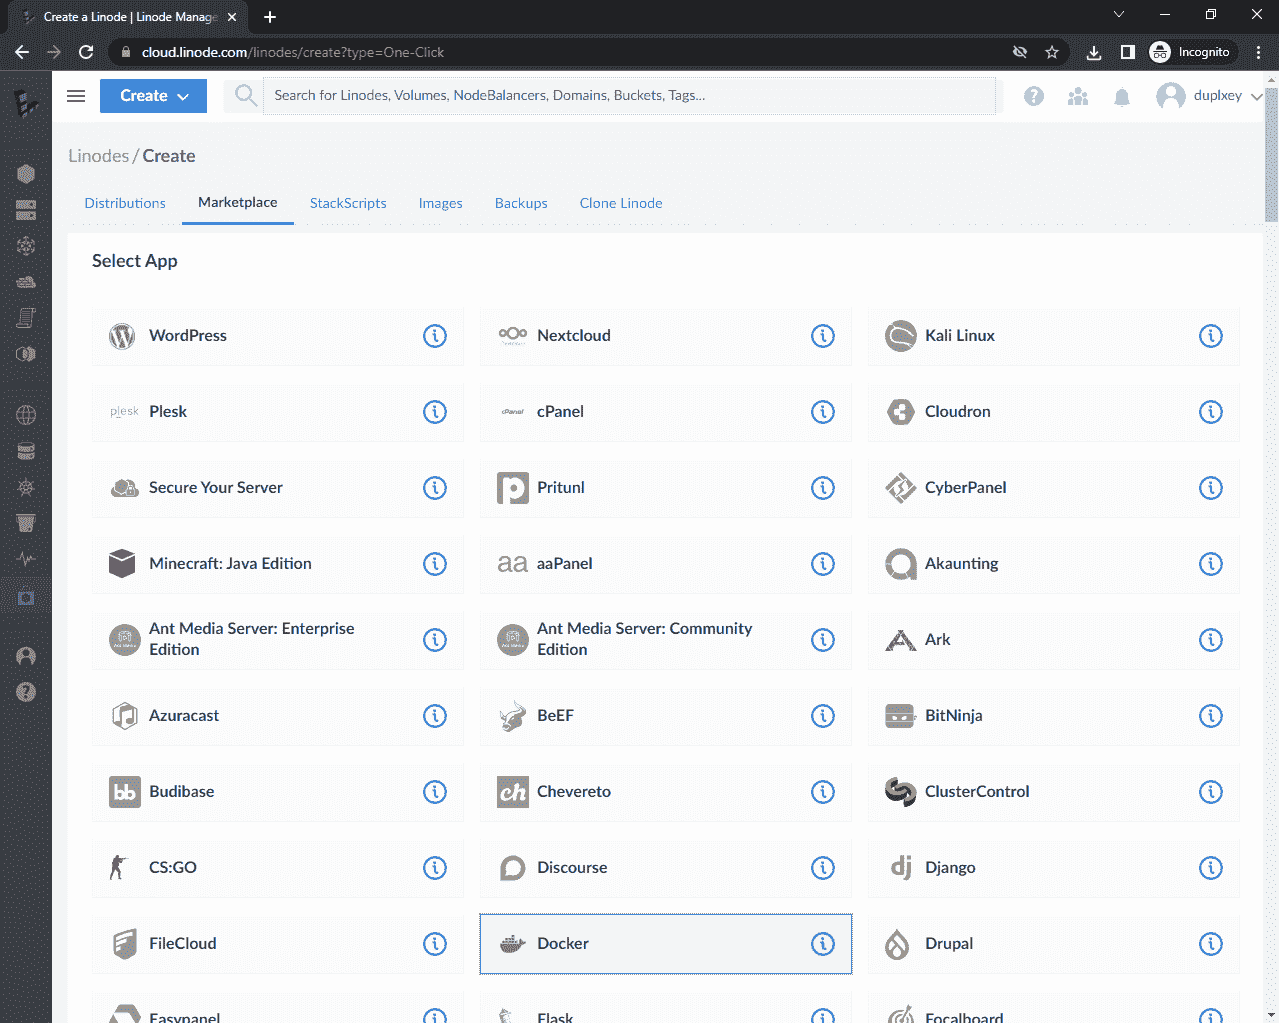 Create a Linode | Linode Manage
cloud.linode.com/linodes/create?type=One-Click
Incognito
Create
Search for Linodes, Volumes, NodeBalancers, Domains, Buckets, Tags...
duplxey
Linodes / Create
Distributions
Marketplace
StackScripts
Images
Backups
Clone Linode
Select App
WordPress
Nextcloud
Kali Linux
plesk
Plesk
cPanel
cPanel
Cloudron
Secure Your Server
Pritunl
CyberPanel
Minecraft: Java Edition
aa
aaPanel
Akaunting
Ant Media Server: Enterprise
Edition
Ant Media Server: Community
Edition
Ark
Azuracast
BeEF
BitNinja
bb
Budibase
ch
Chevereto
ClusterControl
CS:GO
Discourse
dj
Django
FileCloud
Docker
Drupal
Easypanel
Flask
Focalboard